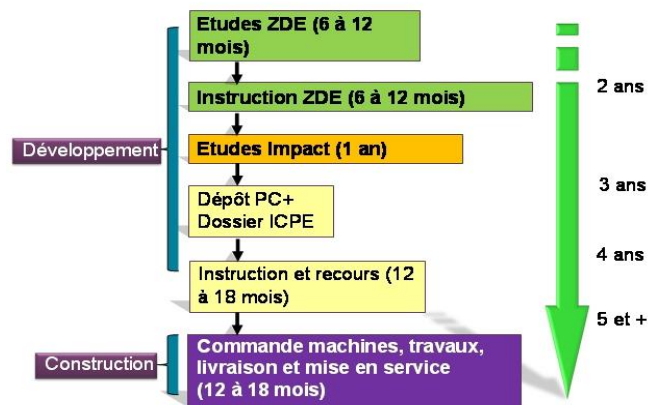 Etudes ZDE (6 à 12
mois)
Instruction ZDE (6 à 12 mois)
2 ans
Développement
Etudes Impact (1 an)
Dépôt PC+
Dossier ICPE
3 ans
Instruction et recours (12
à 18 mois)
4 ans
5 et +
Construction
Commande machines, travaux,
livraison et mise en service
(12 à 18 mois)